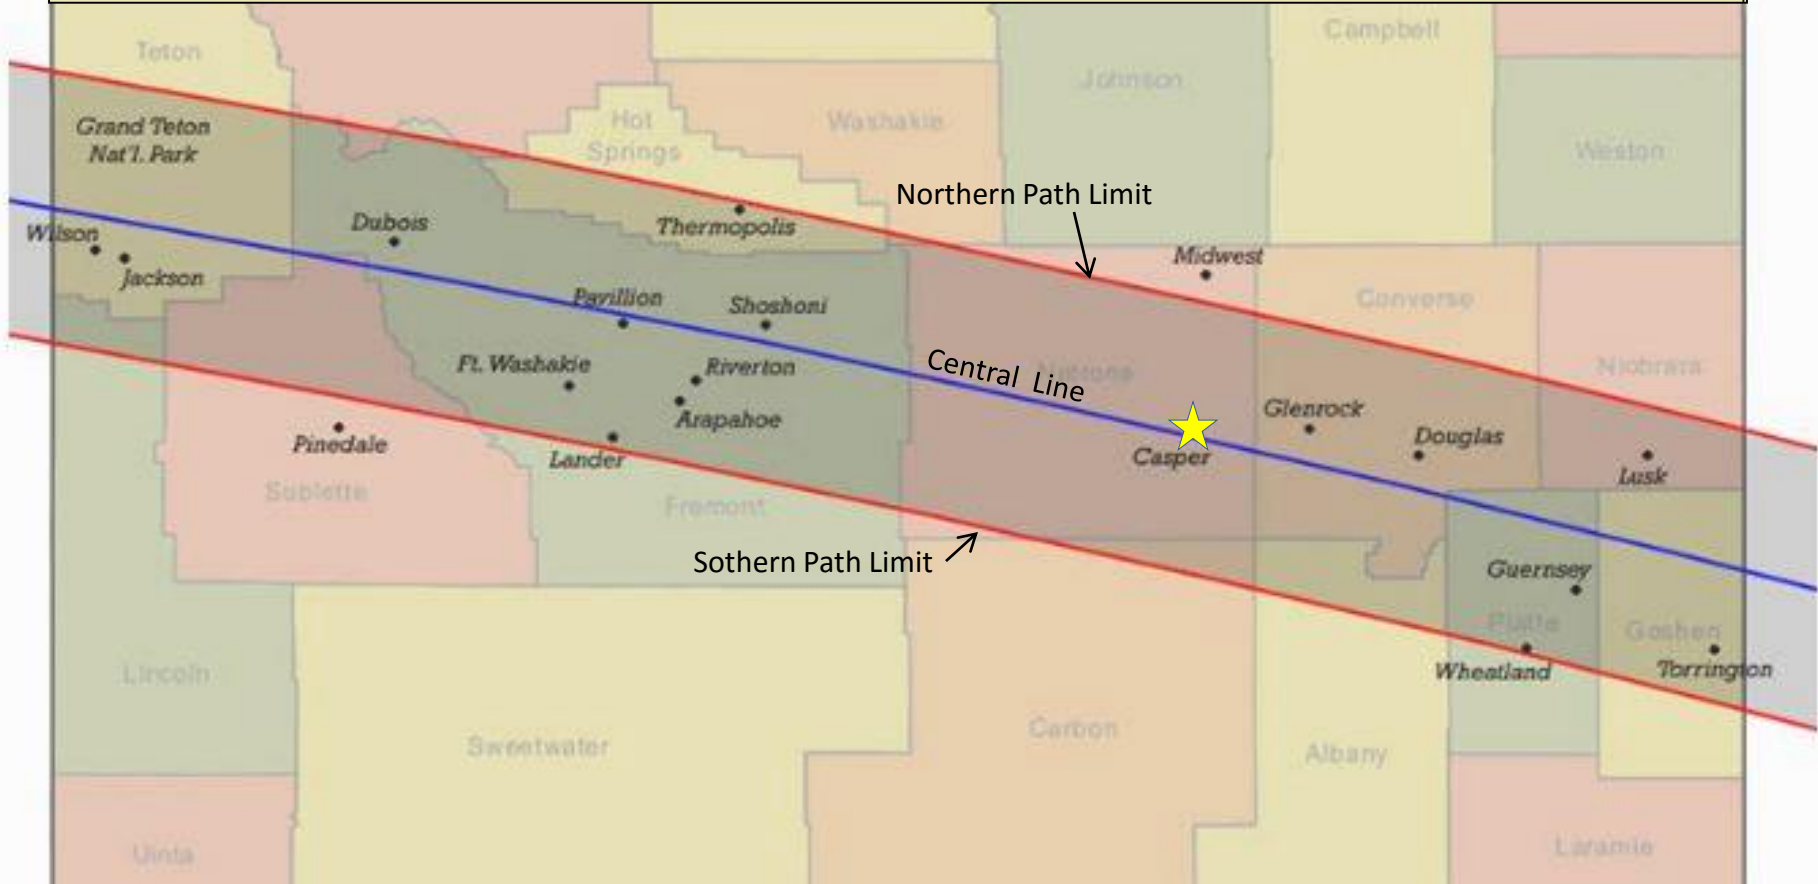 Teton
Campbell
Johnson
Hot
Springs
Washakie
Weston
Grand Teton
Nat'l. Park
Northern Path Limit
Wilson
Dubois
Thermopolis
Midwest
Jackson
Pavillion
Shoshoni
Converse
Ft. Washakie
Riverton
Central Line
Natrona
Niobrara
Arapahoe
Glenrock
Douglas
Pinedale
Lander
Casper
Lusk
Sublette
Fremont
Sothern Path Limit
Guernsey
Platte
Goshen
Lincoln
Wheatland
Torrington
Sweetwater
Carbon
Albany
Uinta
Laramie